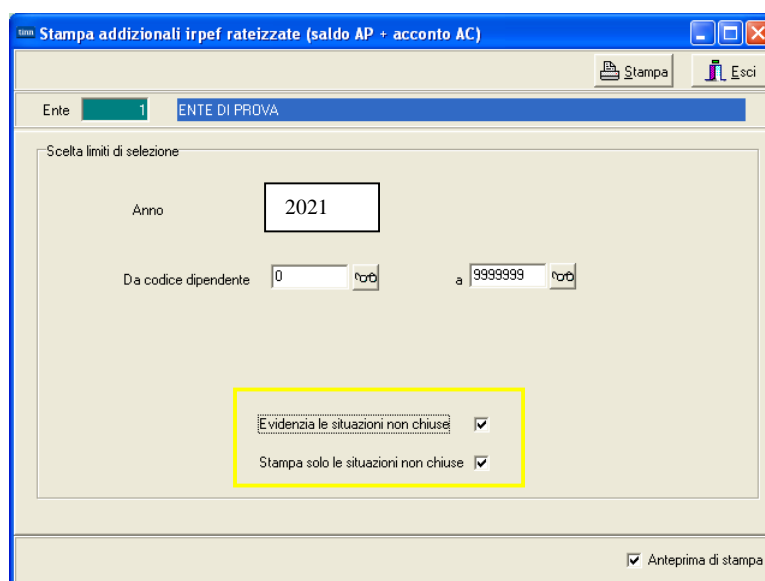 tinn Stampa addizionali irpef rateizzate (saldo AP + acconto AC)
Stampa Esci
Ente 1 ENTE DI PROVA
Scelta limiti di selezione
Anno 2021
Da codice dipendente 0 a 9999999
Evidenzia le situazioni non chiuse
Stampa solo le situazioni non chiuse
Anteprima di stampa